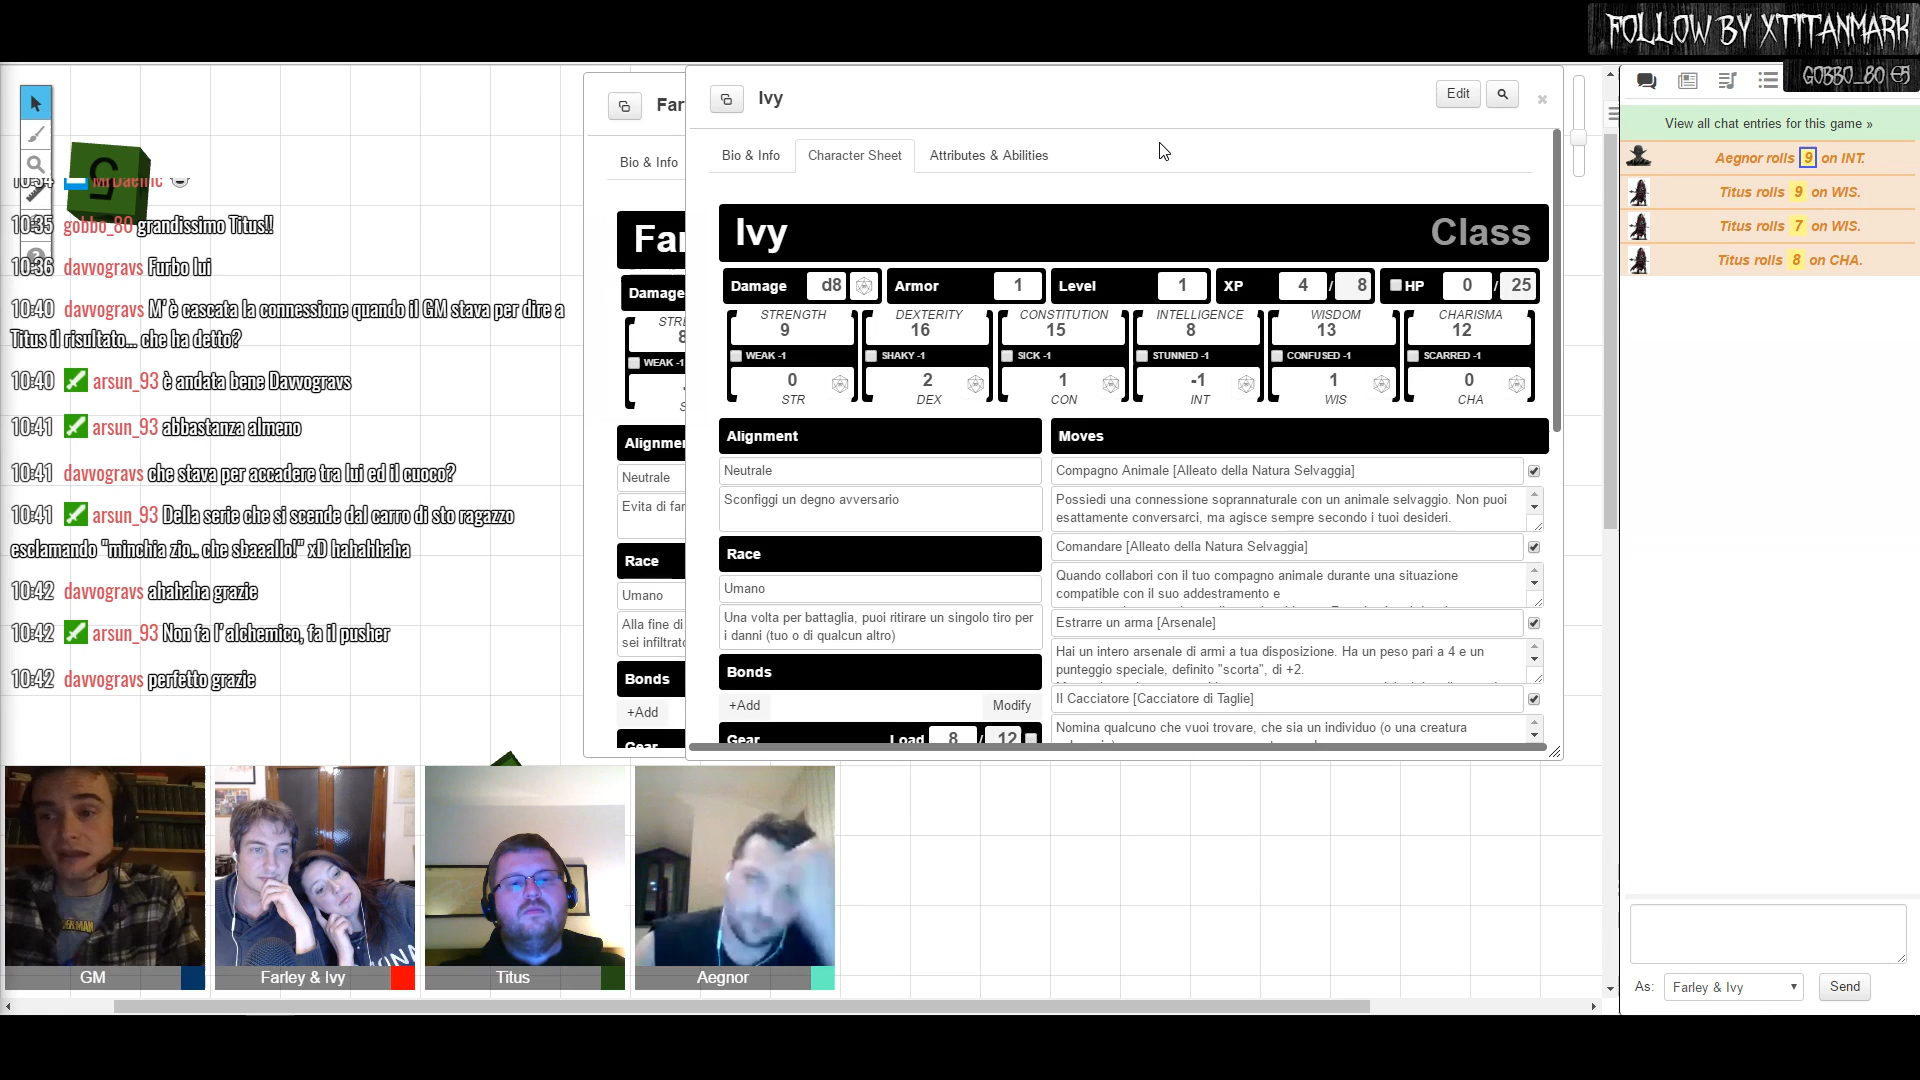 FOLLOW BY XTITANMARK
GOBBO_80
10:34 MrDaemc
10:35 gobbo_80 grandissimo Titus!!
10:36 davvogravs Furbo lui
10:40 davvogravs M'è cascata la connessione quando il GM stava per dire a
Titus il risultato... che ha detto?
10:40 arsun_93 è andata bene Davvogravs
10:41 arsun_93 abbastanza almeno
10:41 davvogravs che stava per accadere tra lui ed il cuoco?
10:41 arsun_93 Della serie che si scende dal carro di sto ragazzo
esclamando "minchia zio.. che sbaaallo!" xD hahahhaha
10:42 davvogravs ahahaha grazie
10:42 arsun_93 Non fa l'alchemico, fa il pusher
10:42 davvogravs perfetto grazie
5
Far
Bio & Info
Far
Damage
WEAK -1
Neutrale
Evita di far
Race
Umano
Alla fine di
Bonds
+Add
Gear
Ivy
Edit
Bio & Info
Character Sheet
Attributes & Abilities
Ivy
Class
Damage d8
Armor 1
Level 1
XP 4 / 8
HP 0 / 25
STRENGTH
9
WEAK -1
0
STR
DEXTERITY
16
SHAKY -1
2
DEX
CONSTITUTION
15
SICK -1
1
CON
INTELLIGENCE
8
STUNNED -1
-1
INT
WISDOM
13
CONFUSED -1
1
WIS
CHARISMA
12
SCARRED -1
0
CHA
Alignment
Neutrale
Sconfiggi un degno avversario
Race
Umano
Una volta per battaglia, puoi ritirare un singolo tiro per
i danni (tuo o di qualcun altro)
Bonds
+Add
Modify
Gear
Load 8 / 12
Moves
Compagno Animale [Alleato della Natura Selvaggia]
Possiedi una connessione soprannaturale con un animale selvaggio. Non puoi
esattamente conversarci, ma agisce sempre secondo i tuoi desideri.
Comandare [Alleato della Natura Selvaggia]
Quando collabori con il tuo compagno animale durante una situazione
compatible con il suo addestramento e
Estrarre un arma [Arsenale]
Hai un intero arsenale di armi a tua disposizione. Ha un peso pari a 4 e un
punteggio speciale, definito "scorta", di +2.
Il Cacciatore [Cacciatore di Taglie]
Nomina qualcuno che vuoi trovare, che sia un individuo (o una creatura
View all chat entries for this game »
Aegnor rolls 9 on INT.
Titus rolls 9 on WIS.
Titus rolls 7 on WIS.
Titus rolls 8 on CHA.
As: Farley & Ivy
Send
GM
Farley & Ivy
Titus
Aegnor